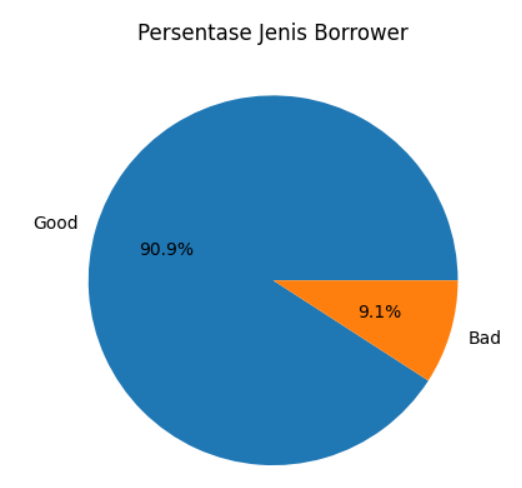 Persentase Jenis Borrower
Good
90.9%
9.1%
Bad